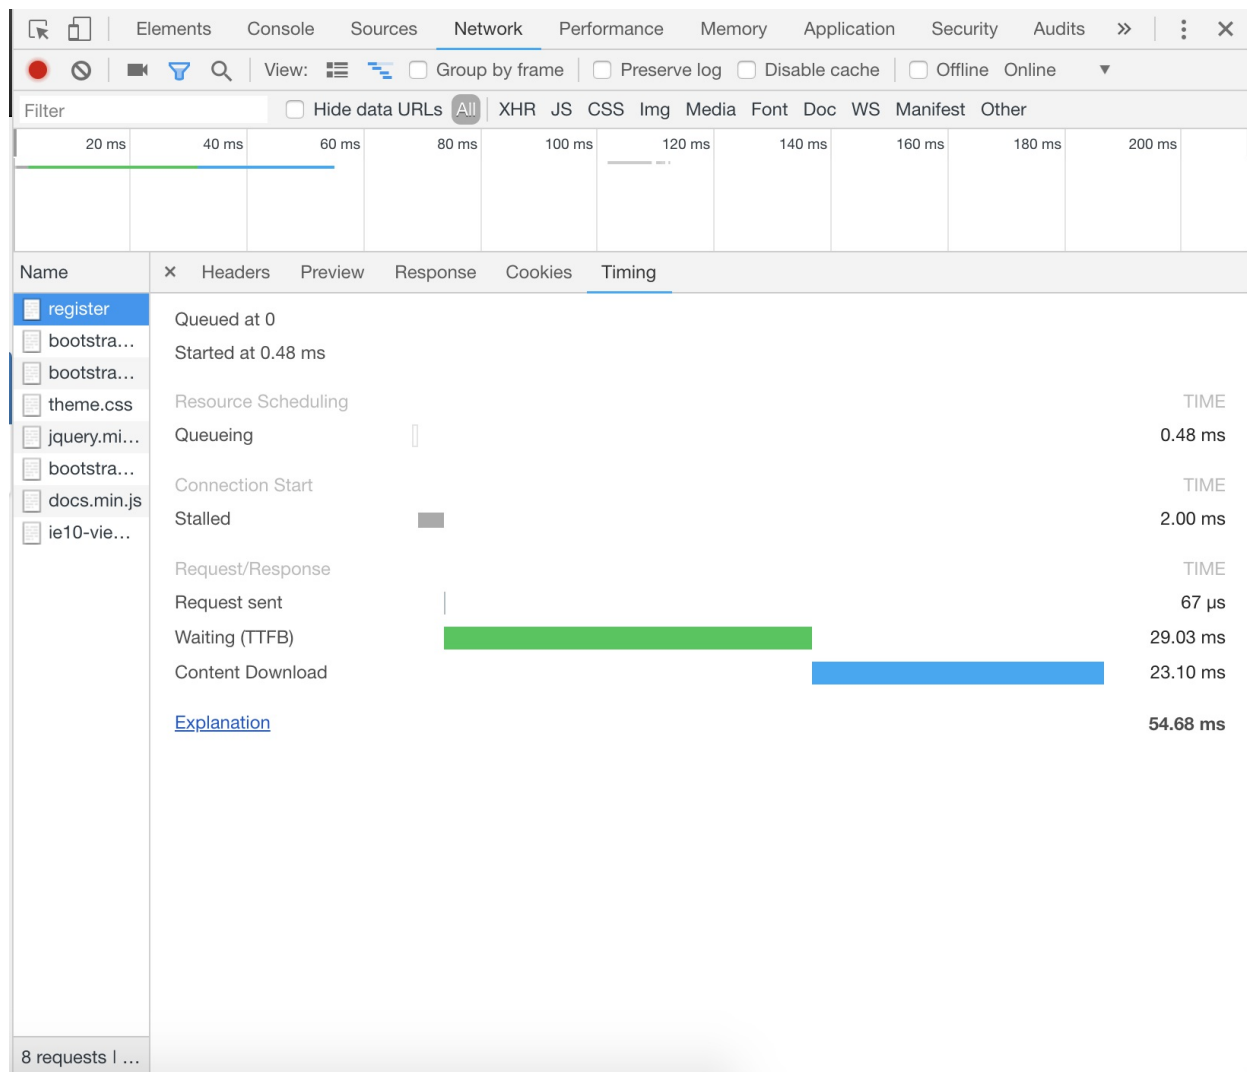 Elements Console Sources Network Performance Memory Application Security Audits
View: Group by frame Preserve log Disable cache Offline Online
Filter Hide data URLs All XHR JS CSS Img Media Font Doc WS Manifest Other
20 ms 40 ms 60 ms 80 ms 100 ms 120 ms 140 ms 160 ms 180 ms 200 ms
Name Headers Preview Response Cookies Timing
register
bootstra...
bootstra...
theme.css
jquery.mi...
bootstra...
docs.min.js
ie10-vie...
Queued at 0
Started at 0.48 ms
Resource Scheduling TIME
Queueing 0.48 ms
Connection Start TIME
Stalled 2.00 ms
Request/Response TIME
Request sent 67 μs
Waiting (TTFB) 29.03 ms
Content Download 23.10 ms
Explanation 54.68 ms
8 requests | ...